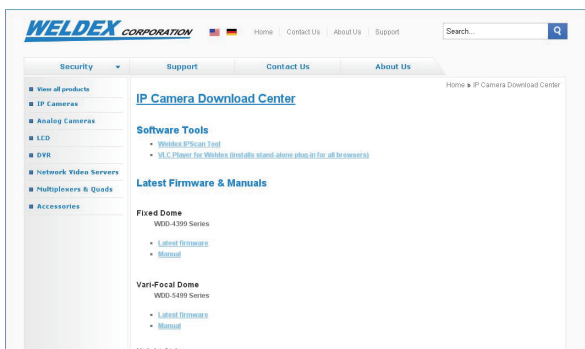 WELDEX CORPORATION
Home Contact Us About Us Support
Search...
Security Support Contact Us About Us
Home IP Camera Download Center
View all products
IP Cameras
Analog Cameras
LCD
DVR
Network Video Servers
Multiplexers & Quads
Accessories
IP Camera Download Center
Software Tools
Weldex IPScan Tool
VLC Player for Weldex (installs stand-alone plug-in for all browsers)
Latest Firmware & Manuals
Fixed Dome
WDD-4399 Series
Latest firmware
Manual
Vari-Focal Dome
WDD-5499 Series
Latest firmware
Manual